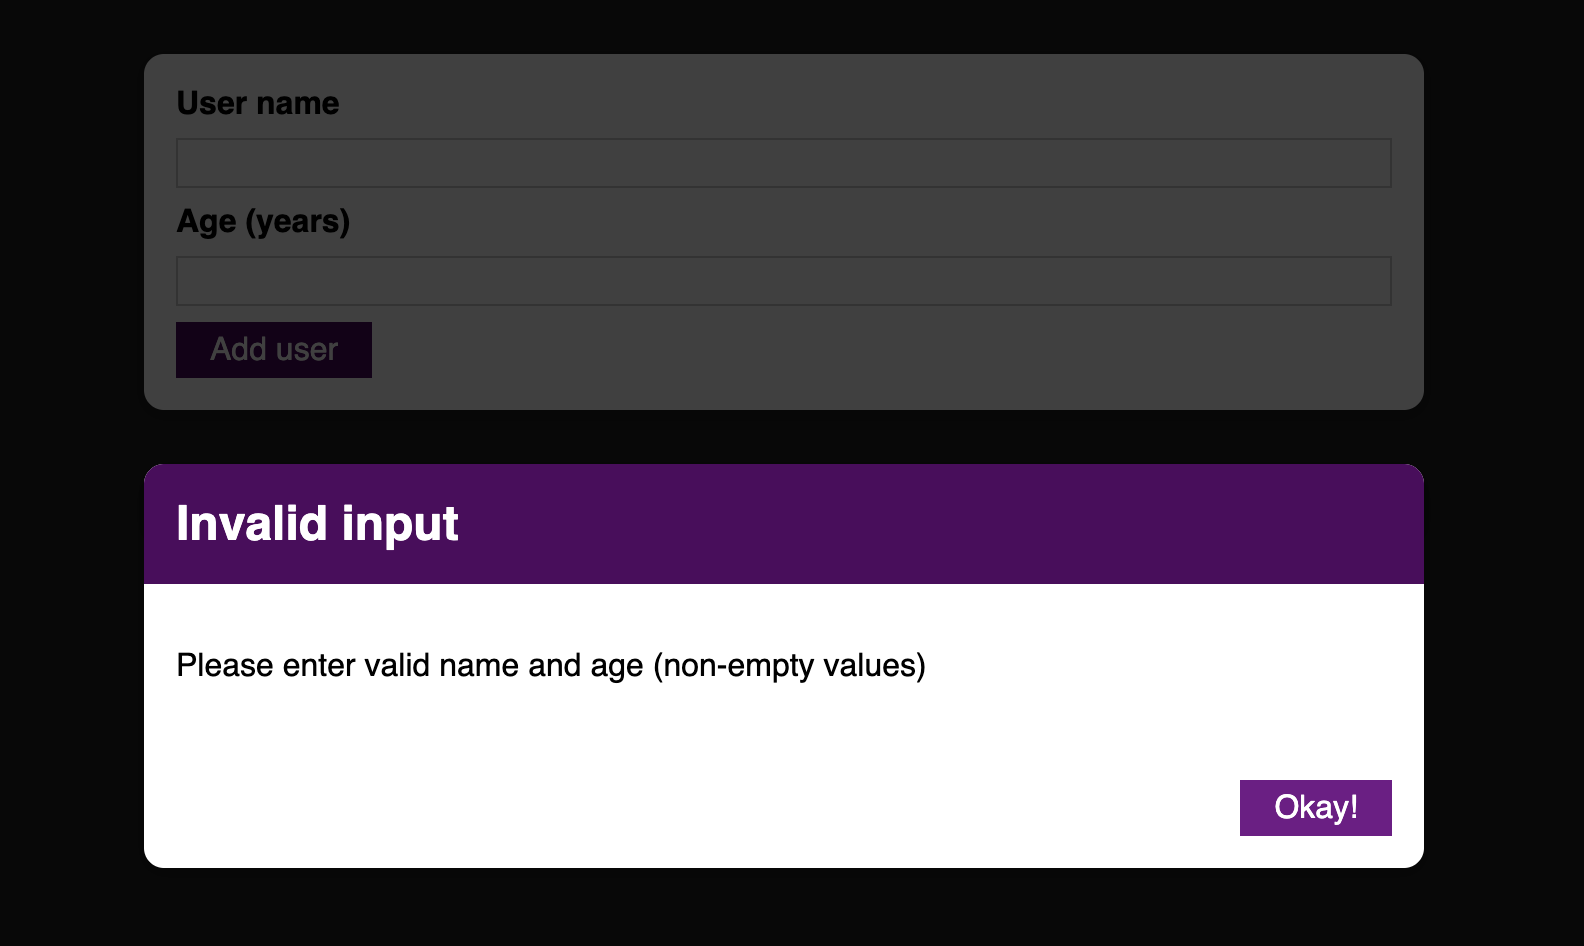 User name
Age (years)
Add user
Invalid input
Please enter valid name and age (non-empty values)
Okay!